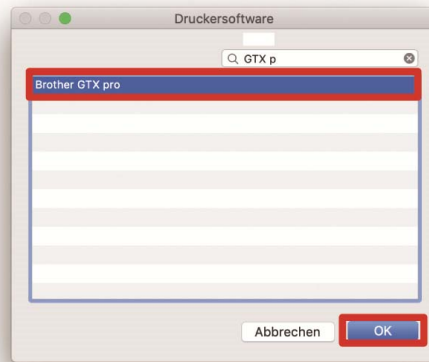 Druckersoftware
GTX p
Brother GTX pro
Abbrechen
OK